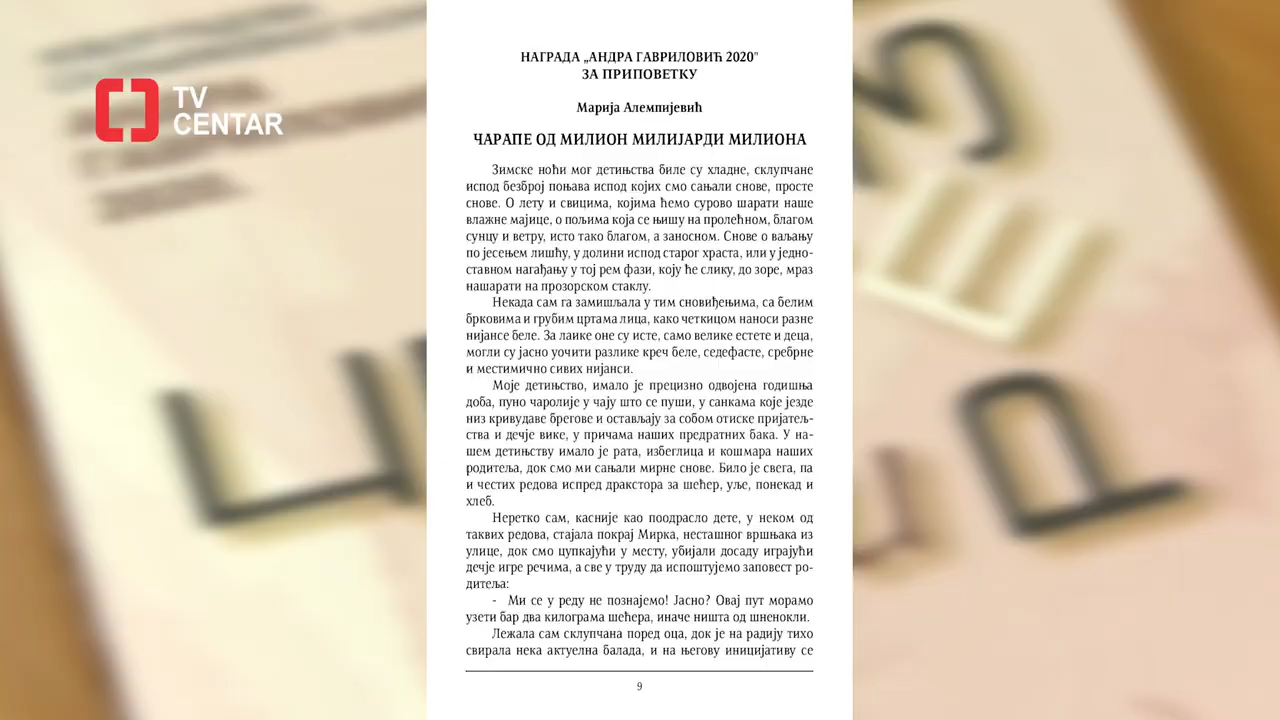 TV
CENTAR
НАГРАДА „АНДРА ГАВРИЛОВИЋ 2020"
ЗА ПРИПОВЕТКУ
Марија Алемпијевић
ЧАРАПЕ ОД МИЛИОН МИЛИЈАРДИ МИЛИОНА
Зимске ноћи мог детињства биле су хладне, склупчане
испод безброј поњава испод којих смо сањали снове, просте
снове. О лету и свицима, којима ћемо сурово шарати наше
влажне мајице, о пољима која се њишу на пролећном, благом
сунцу и ветру, исто тако благом, а заносном. Снове о ваљању
по јесењем лишћу, у долини испод старог храста, или у једно-
ставном нагађању у тој рем фази, коју ће слику, до зоре, мраз
нашарати на прозорском стаклу.
Некада сам га замишљала у тим сновиђењима, са белим
брковима и грубим цртама лица, како четкицом наноси разне
нијансе беле. За лаике оне су исте, само велике естете и деца,
могли су јасно уочити разлике креч беле, седефасте, сребрне
и местимично сивих нијанси.
Моје детињство, имало је прецизно одвојена годишња
доба, пуно чаролије у чају што се пуши, у санкама које језде
низ кривудаве брегове и остављају за собом отиске пријатељ-
ства и дечје вике, у причама наших предратних бака. У на-
шем детињству имало је рата, избеглица и кошмара наших
родитеља, док смо ми сањали мирне снове. Било је свега, па
и честих редова испред дракстора за шећер, уље, понекад и
хлеб.
Неретко сам, касније као поодрасло дете, у неком од
таквих редова, стајала покрај Мирка, несташног вршњака из
улице, док смо цупкајући у месту, убијали досаду играјући
дечје игре речима, а све у труду да испоштујемо заповест ро-
дитеља:
- Ми се у реду не познајемо! Јасно? Овај пут морамо
узети бар два килограма шећера, иначе ништа од шненокли.
Лежала сам склупчана поред оца, док је на радију тихо
свирала нека актуелна балада, и на његову иницијативу се
9